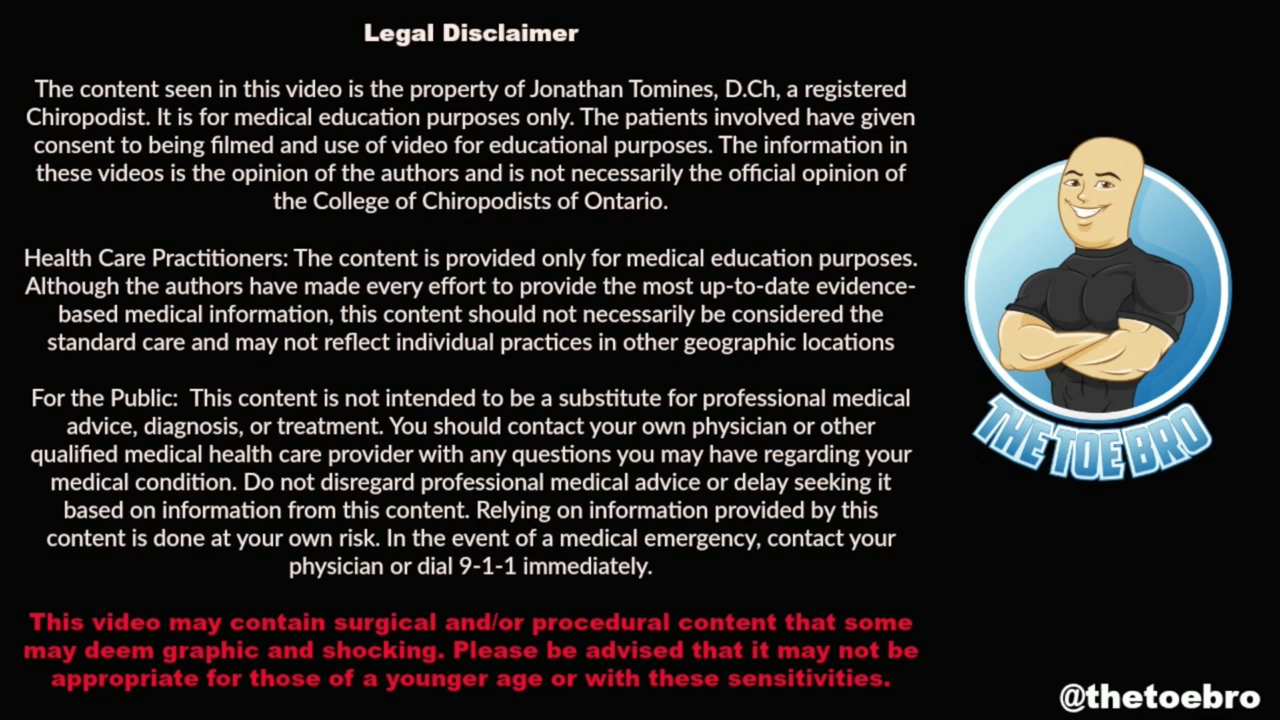 Legal Disclaimer
The content seen in this video is the property of Jonathan Tomines, D.Ch, a registered
Chiropodist. It is for medical education purposes only. The patients involved have given
consent to being filmed and use of video for educational purposes. The information in
these videos is the opinion of the authors and is not necessarily the official opinion of
the College of Chiropodists of Ontario.
Health Care Practitioners: The content is provided only for medical education purposes.
Although the authors have made every effort to provide the most up-to-date evidence-
based medical information, this content should not necessarily be considered the
standard care and may not reflect individual practices in other geographic locations
For the Public: This content is not intended to be a substitute for professional medical
advice, diagnosis, or treatment. You should contact your own physician or other
qualified medical health care provider with any questions you may have regarding your
medical condition. Do not disregard professional medical advice or delay seeking it
based on information from this content. Relying on information provided by this
content is done at your own risk. In the event of a medical emergency, contact your
physician or dial 9-1-1 immediately.
This video may contain surgical and/or procedural content that some
may deem graphic and shocking. Please be advised that it may not be
appropriate for those of a younger age or with these sensitivities.
THE TOE BRO
@thetoebro